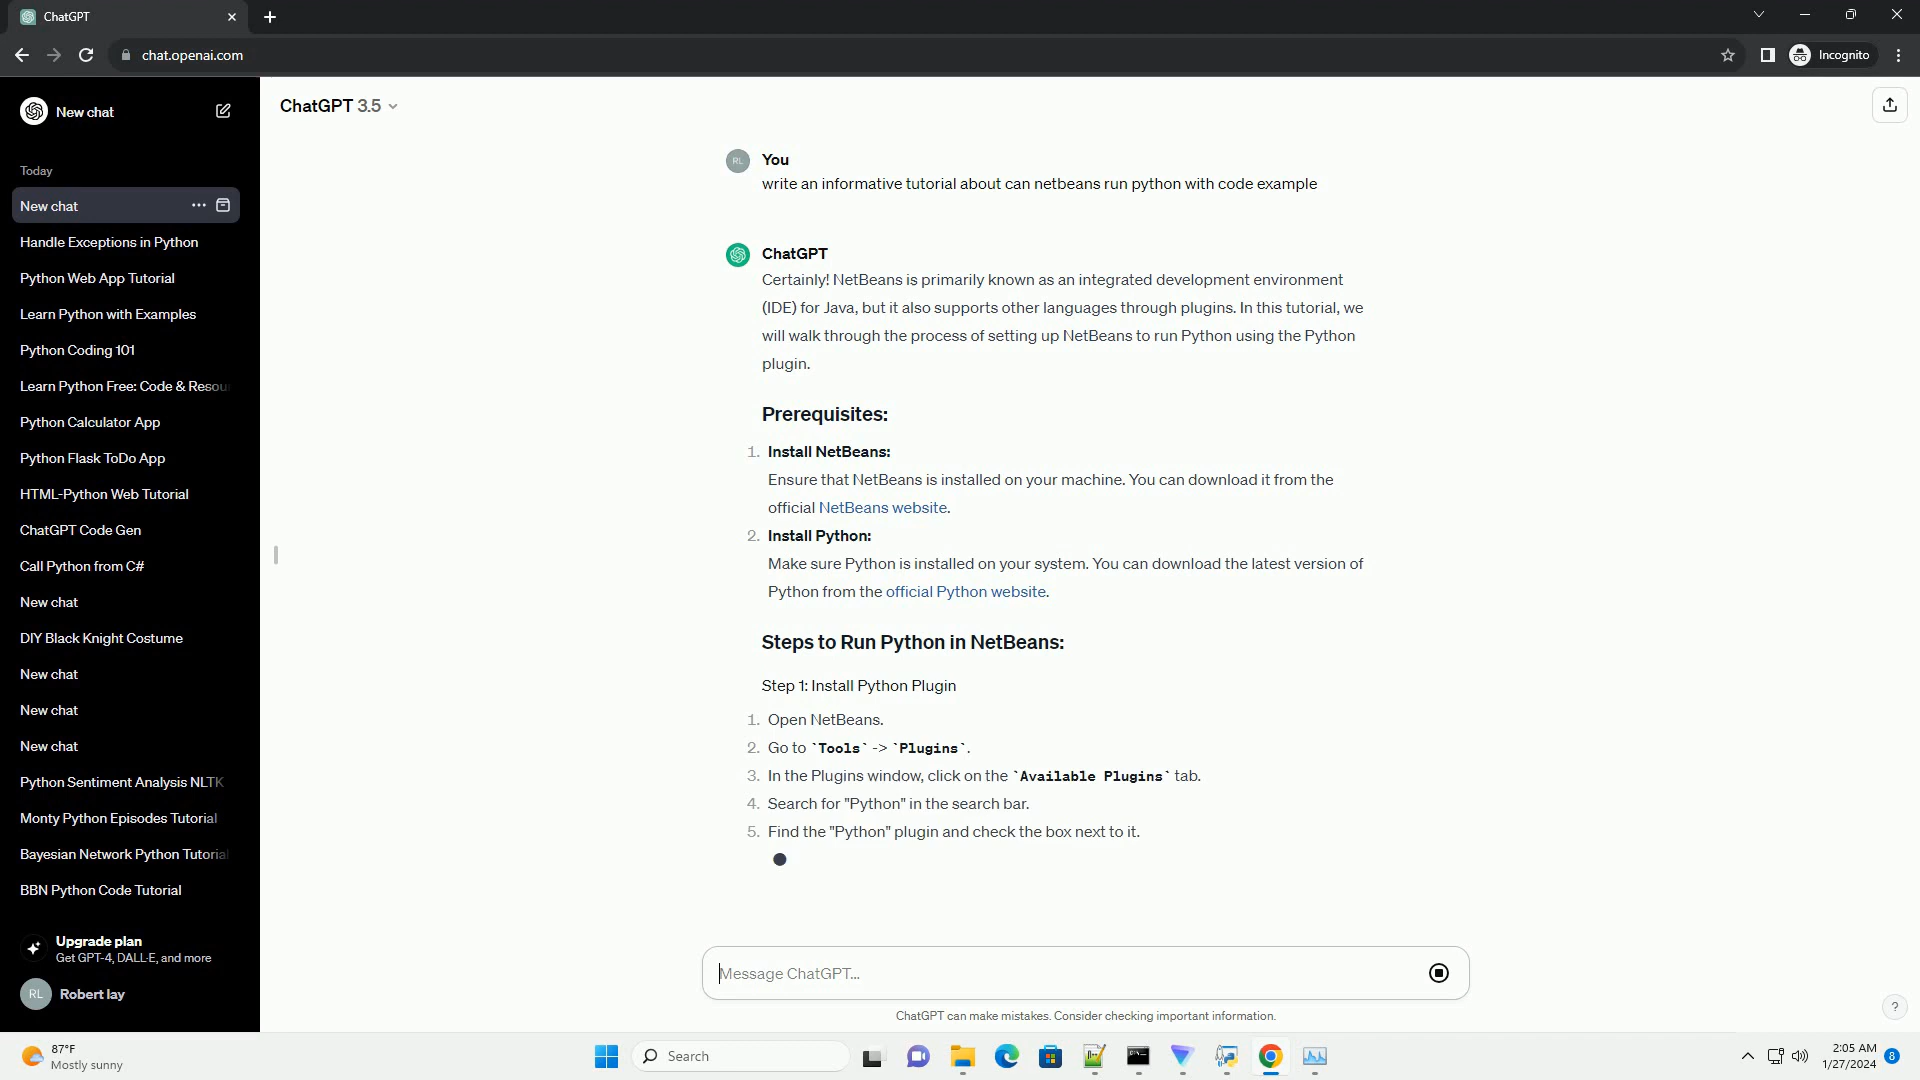 ChatGPT
chat.openai.com
Incognito
New chat
Today
New chat
Handle Exceptions in Python
Python Web App Tutorial
Learn Python with Examples
Python Coding 101
Learn Python Free: Code & Resou
Python Calculator App
Python Flask ToDo App
HTML-Python Web Tutorial
ChatGPT Code Gen
Call Python from C#
New chat
DIY Black Knight Costume
New chat
New chat
New chat
Python Sentiment Analysis NLTK
Monty Python Episodes Tutorial
Bayesian Network Python Tutorial
BBN Python Code Tutorial
Upgrade plan
Get GPT-4, DALL·E, and more
RL Robert lay
ChatGPT 3.5
RL You
write an informative tutorial about can netbeans run python with code example
ChatGPT
Certainly! NetBeans is primarily known as an integrated development environment
(IDE) for Java, but it also supports other languages through plugins. In this tutorial, we
will walk through the process of setting up NetBeans to run Python using the Python
plugin.
Prerequisites:
1. Install NetBeans:
Ensure that NetBeans is installed on your machine. You can download it from the
official NetBeans website.
2. Install Python:
Make sure Python is installed on your system. You can download the latest version of
Python from the official Python website.
Steps to Run Python in NetBeans:
Step 1: Install Python Plugin
1. Open NetBeans.
2. Go to `Tools` -> `Plugins`.
3. In the Plugins window, click on the `Available Plugins` tab.
4. Search for "Python" in the search bar.
5. Find the "Python" plugin and check the box next to it.
Message ChatGPT...
ChatGPT can make mistakes. Consider checking important information.
?
87°F
Mostly sunny
Search
2:05 AM
1/27/2024
8